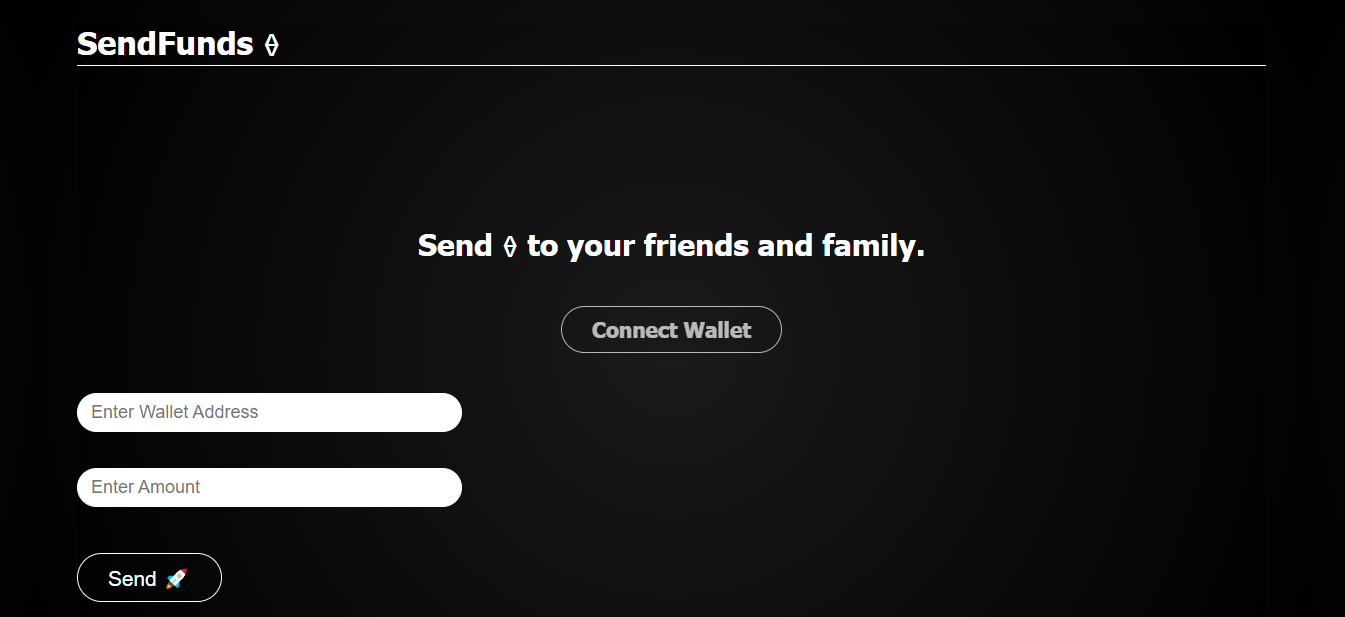 SendFunds ⟠
Send ⟠ to your friends and family.
Connect Wallet
Enter Wallet Address
Enter Amount
Send 🚀